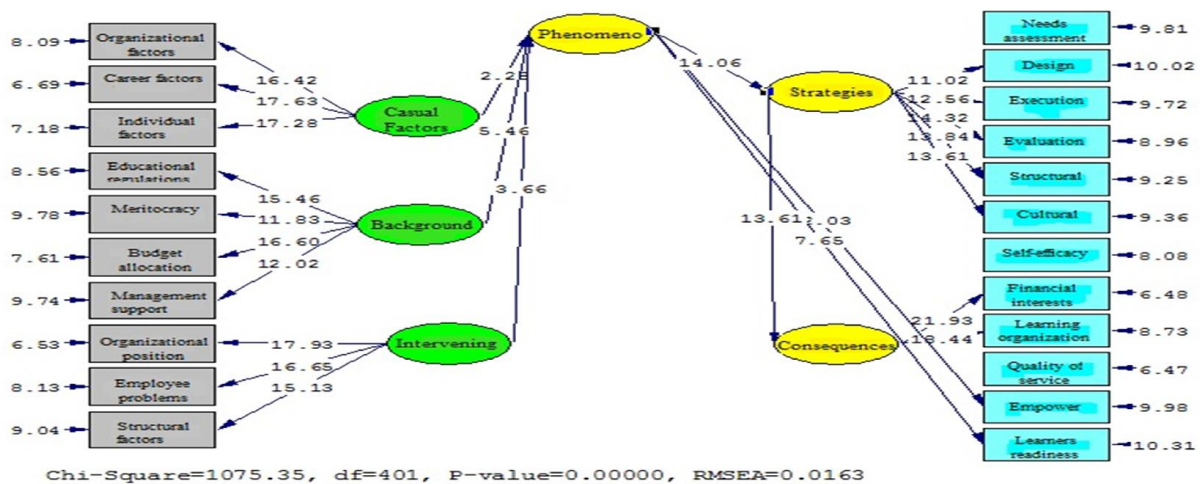 8.09
Organizational
factors
6.69
Career factors
7.18
Individual
factors
8.56
Educational
regulations
9.78
Meritocracy
7.61
Budget
allocation
9.74
Management
support
6.53
Organizational
position
8.13
Employee
problems
9.04
Structural
factors
16.42
17.63
17.28
15.46
11.83
16.60
12.02
17.93
16.65
15.13
Casual
Factors
Background
Intervening
2.28
5.46
3.66
Phenomeno
14.06
Strategies
13.61
7.65
Consequences
11.02
12.56
14.32
13.84
13.61
21.93
18.44
Needs
assessment
9.81
Design
10.02
Execution
9.72
Evaluation
8.96
Structural
9.25
Cultural
9.36
Self-efficacy
8.08
Financial
interests
6.48
Learning
organization
8.73
Quality of
service
6.47
Empower
9.98
Learners
readiness
10.31
Chi-Square=1075.35, df=401, P-value=0.00000, RMSEA=0.0163